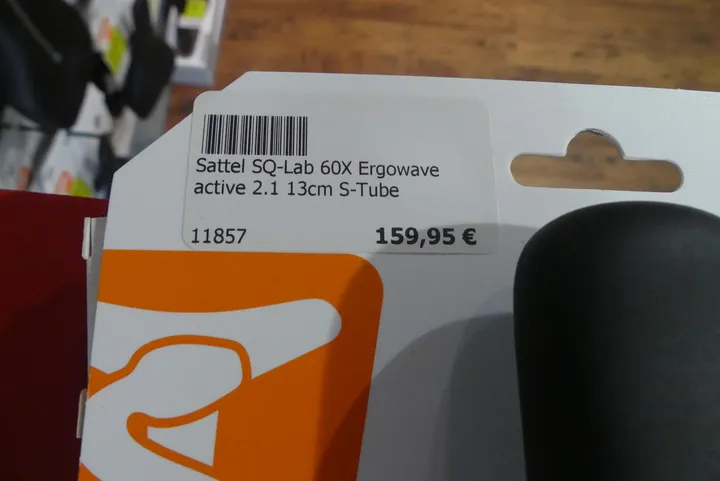 Sattel SQ-Lab 60X Ergowave
active 2.1 13cm S-Tube
11857 159,95 €